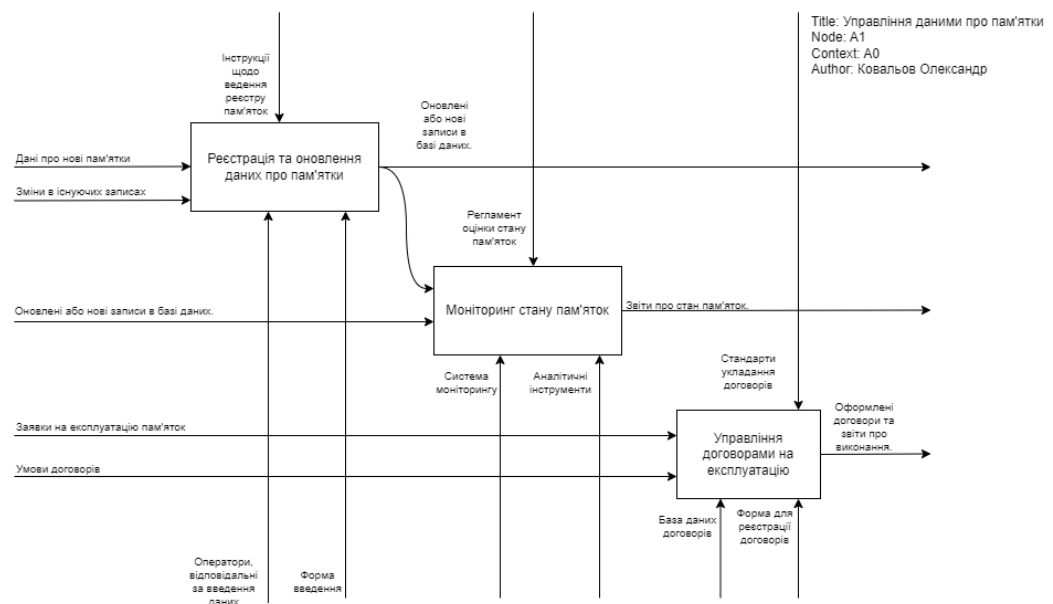 Title: Управління даними про пам'ятки
Node: A1
Context: A0
Author: Ковальов Олександр
Інструкції
щодо
ведення
реєстру
пам'яток
Оновлені
або нові
записи в
базі даних.
Дані про нові пам'ятки
Зміни в існуючих записах
Реєстрація та оновлення
даних про пам'ятки
Регламент
оцінки стану
пам'яток
Оновлені або нові записи в базі даних.
Моніторинг стану пам'яток
Звіти про стан пам'яток.
Система
моніторингу
Аналітичні
інструменти
Стандарти
укладання
договорів
Заявки на експлуатацію пам'яток
Умови договорів
Управління
договорами на
експлуатацію
Оформлені
договори та
звіти про
виконання.
База даних
договорів
Форма для
реєстрації
договорів
Оператори,
відповідальні
за введення
даних
Форма
введення